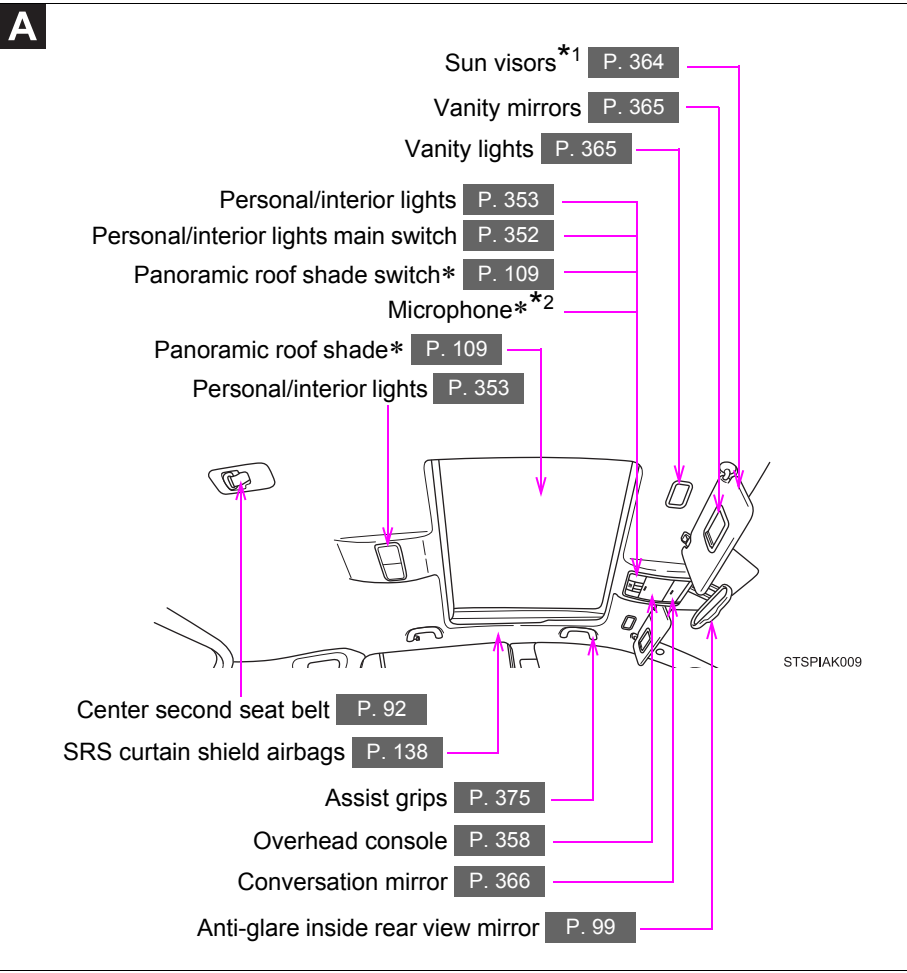 A
Sun visors*1 P. 364
Vanity mirrors P. 365
Vanity lights P. 365
Personal/interior lights P. 353
Personal/interior lights main switch P. 352
Panoramic roof shade switch* P. 109
Microphone**2
Panoramic roof shade* P. 109
Personal/interior lights P. 353
STSPIAK009
Center second seat belt P. 92
SRS curtain shield airbags P. 138
Assist grips P. 375
Overhead console P. 358
Conversation mirror P. 366
Anti-glare inside rear view mirror P. 99